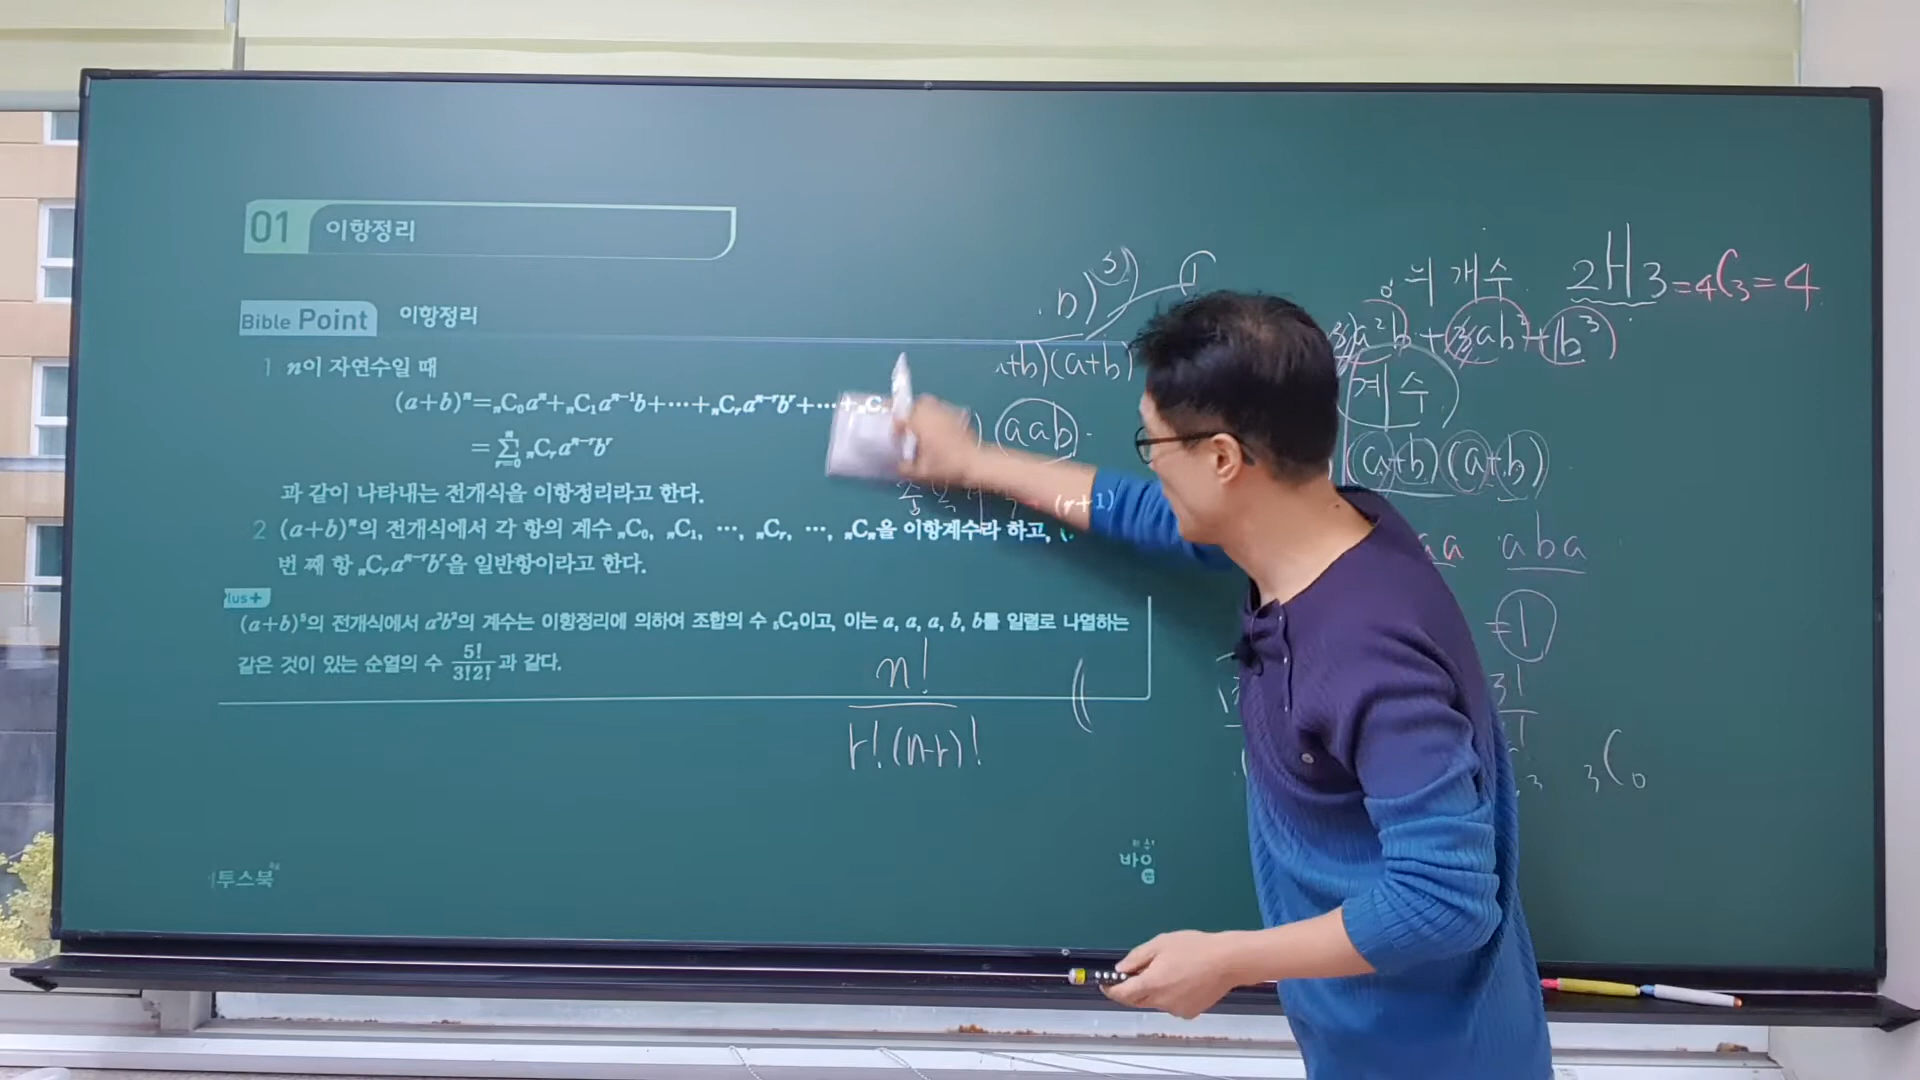 01 이항정리
Bible Point 이항정리
1 n이 자연수일 때
(a+b)ⁿ=ₙC₀aⁿ+ₙC₁aⁿ⁻¹b+⋯+ₙCᵣaⁿ⁻ʳbʳ+⋯+ₙC
=∑ᵣ₌₀ⁿ ₙCᵣaⁿ⁻ʳbʳ
과 같이 나타내는 전개식을 이항정리라고 한다.
2 (a+b)ⁿ의 전개식에서 각 항의 계수 ₙC₀, ₙC₁, ⋯, ₙCᵣ, ⋯, ₙCₙ을 이항계수라 하고,
(r+1)
번 째 항 ₙCᵣaⁿ⁻ʳbʳ을 일반항이라고 한다.
Plus+
(a+b)⁵의 전개식에서 a³b²의 계수는 이항정리에 의하여 조합의 수 ₅C₂이고, 이는 a, a, a, b, b를 일렬로 나열하는
같은 것이 있는 순열의 수 5!/3!2! 과 같다.
n!
r!(n-r)!
이투스북
b)³
+b)(a+b)
aab
의 개수 2H3=4C3=4
3a²b+3ab²+b³
계수
(a+b)(a+b)
aa aba
=1
3!
3C0